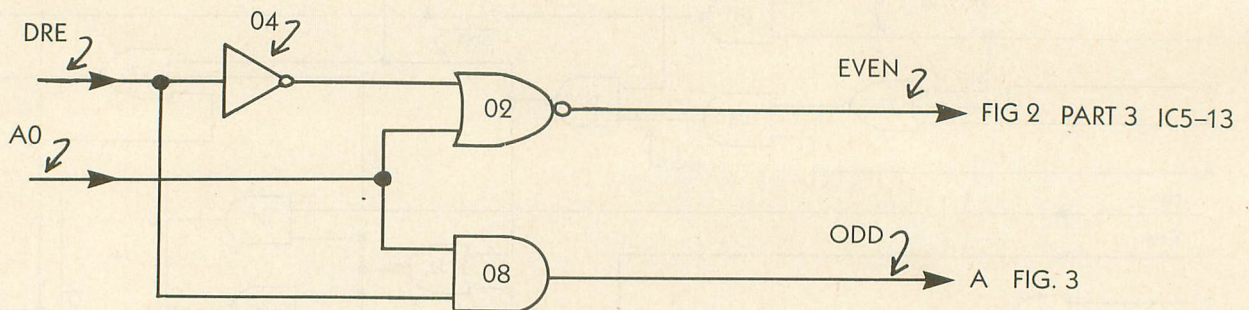 DRE
04
A0
02
EVEN
FIG 2 PART 3 IC5-13
08
ODD
A FIG. 3